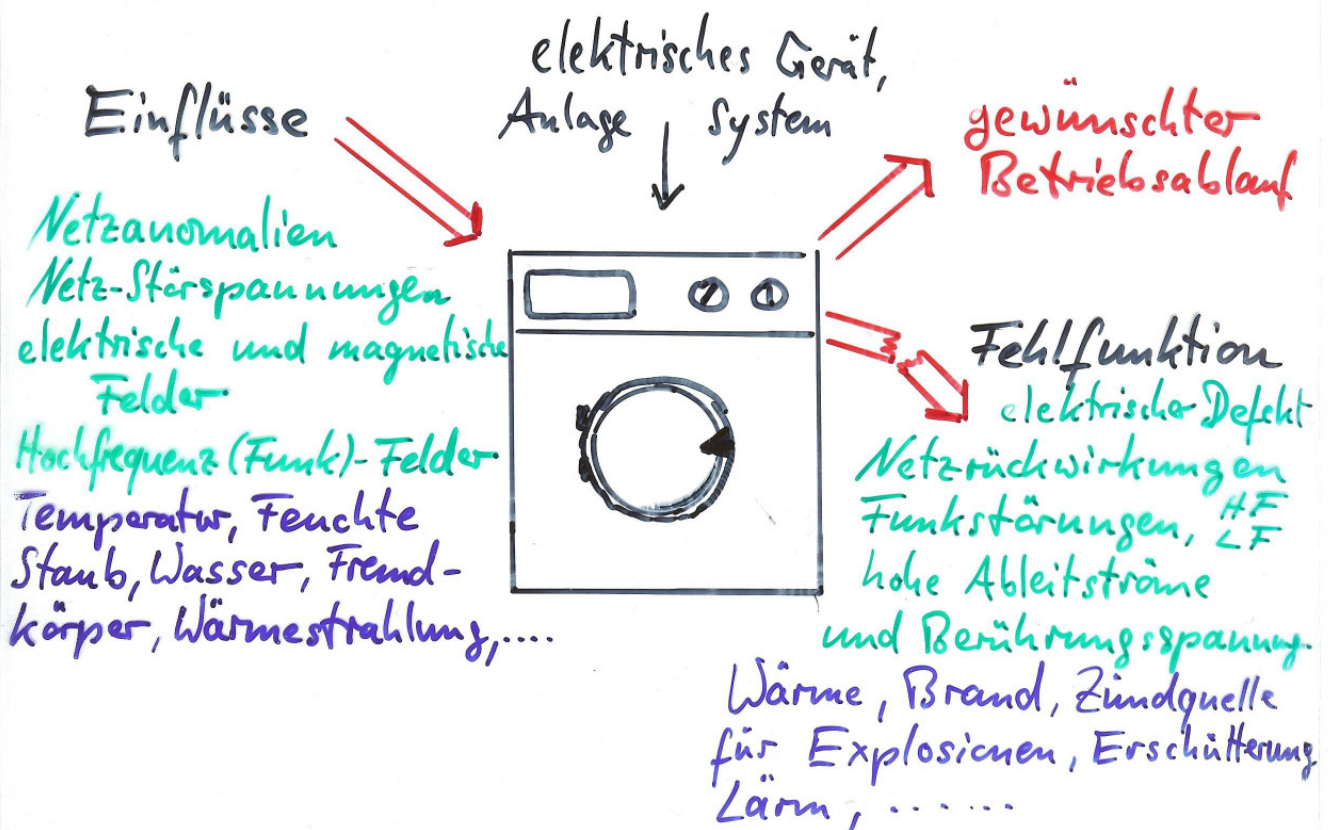 elektrisches Gerät,
Anlage System
Einflüsse
Netzanomalien
Netz-Störspannungen
elektrische und magnetische
Felder
Hochfrequenz (Funk)-Felder
Temperatur, Feuchte
Staub, Wasser, Fremd-
körper, Wärmestrahlung,....
gewünschter
Betriebsablauf
Fehlfunktion
elektrischer Defekt
Netzrückwirkungen
Funkstörungen, HF
LF
hohe Ableitströme
und Berührungsspannung
Wärme, Brand, Zündquelle
für Explosionen, Erschütterung
Lärm, ......